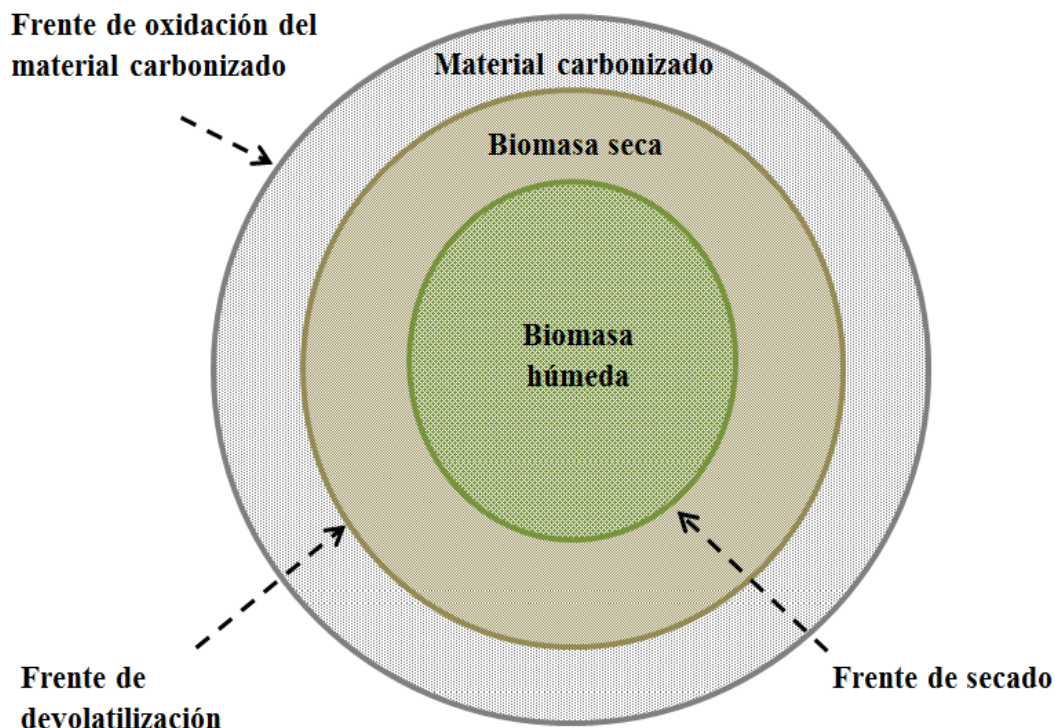 Frente de oxidación del
material carbonizado
Material carbonizado
Biomasa seca
Biomasa
húmeda
Frente de
devolatilización
Frente de secado